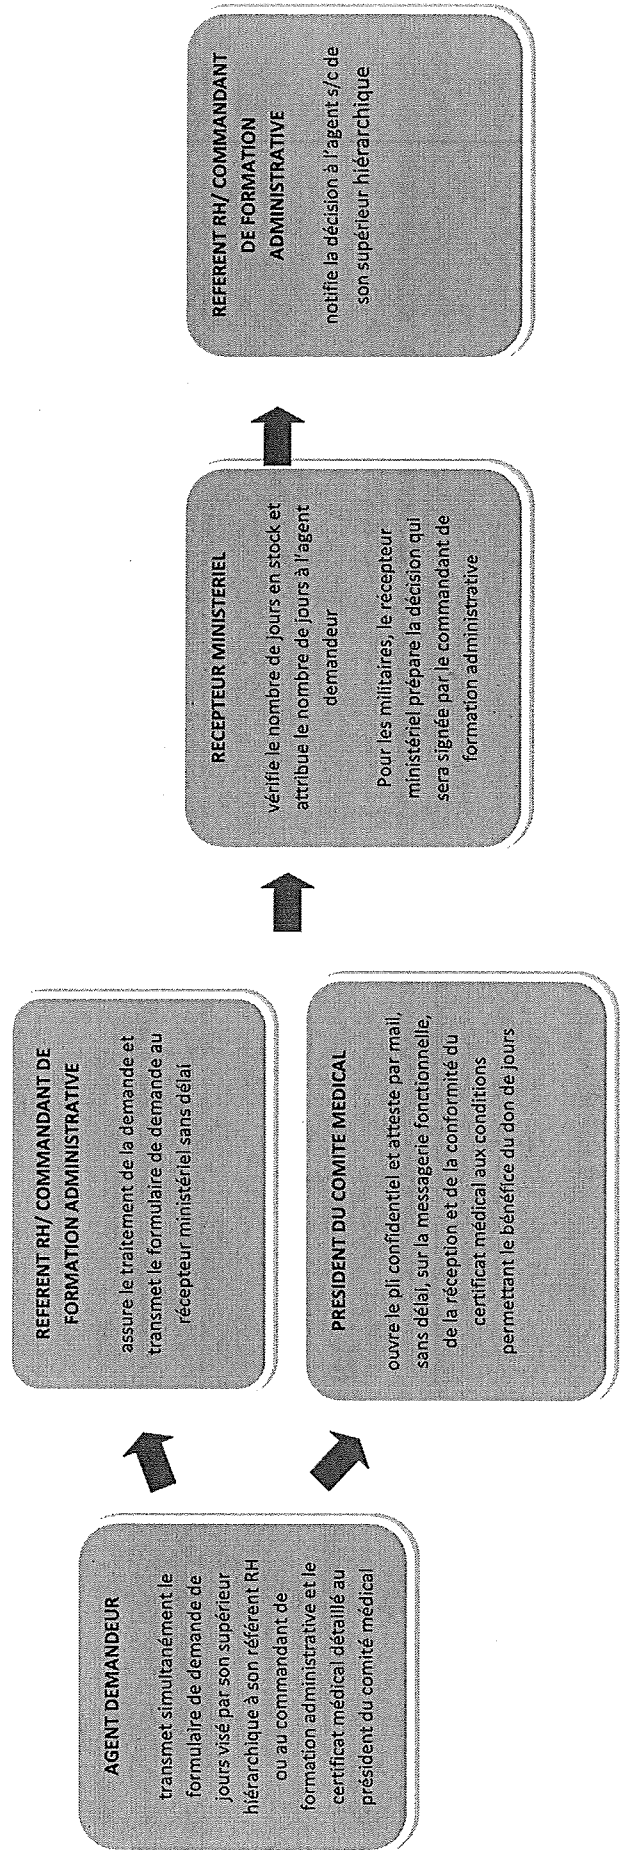 AGENT DEMANDEUR
transmet simultanément le
formulaire de demande de
jours visé par son supérieur
hiérarchique à son référent RH
ou au commandant de
formation administrative et le
certificat médical détaillé au
président du comité médical
REFERENT RH/ COMMANDANT DE
FORMATION ADMINISTRATIVE
assure le traitement de la demande et
transmet le formulaire de demande au
récepteur ministériel sans délai
PRESIDENT DU COMITE MEDICAL
ouvre le pli confidentiel et atteste par mail,
sans délai, sur la messagerie fonctionnelle,
de la réception et de la conformité du
certificat médical aux conditions
permettant le bénéfice du don de jours
RECEPTEUR MINISTERIEL
vérifie le nombre de jours en stock et
attribue le nombre de jours à l'agent
demandeur
Pour les militaires, le récepteur
ministériel prépare la décision qui
sera signée par le commandant de
formation administrative
REFERENT RH/ COMMANDANT
DE FORMATION
ADMINISTRATIVE
notifie la décision à l'agent s/c de
son supérieur hiérarchique